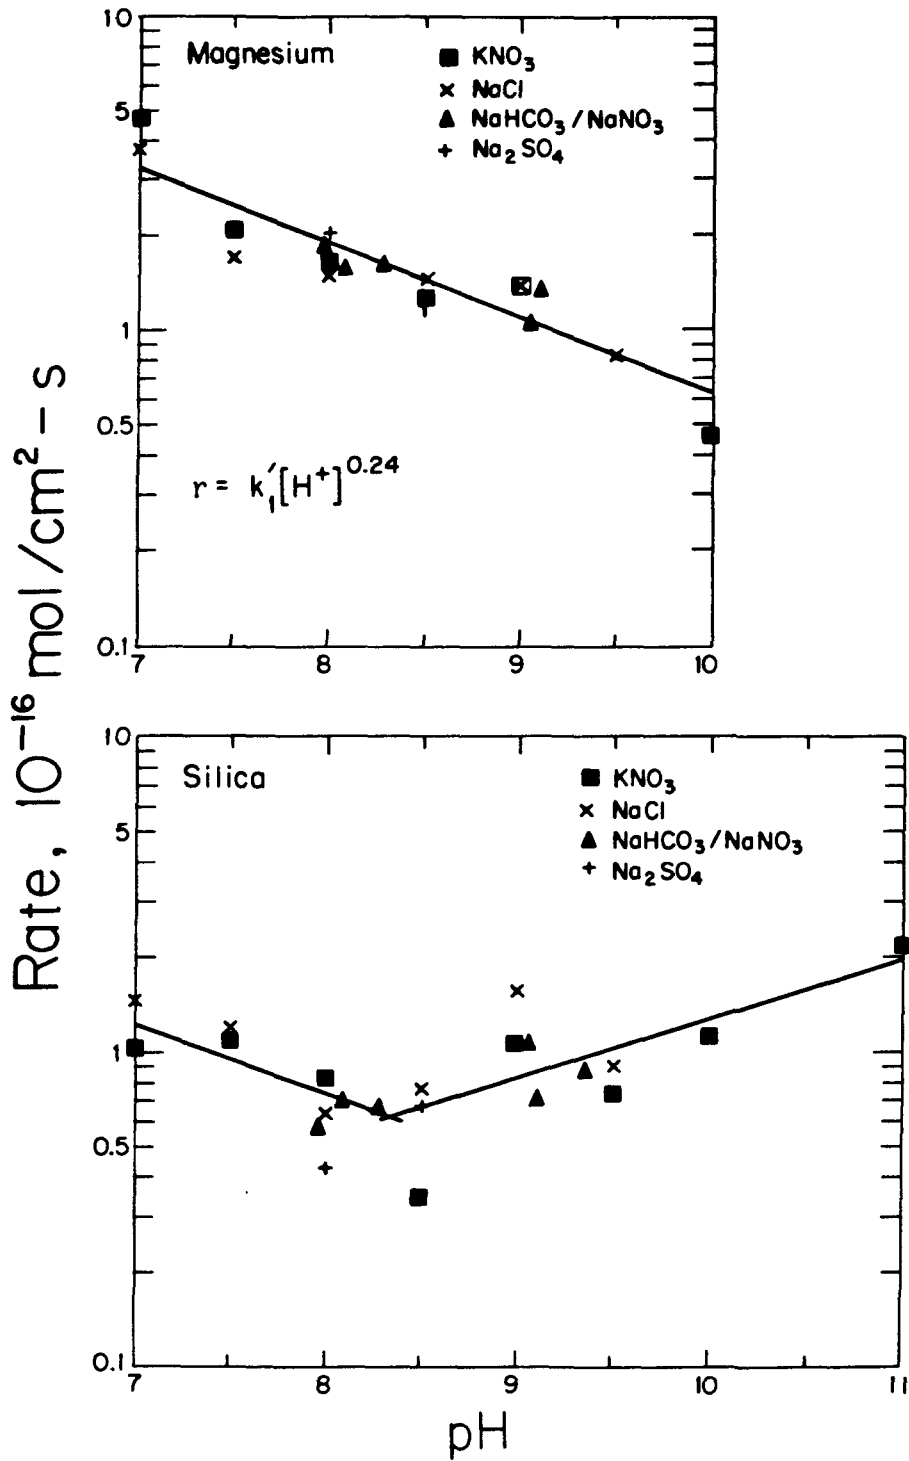 Rate, 10⁻¹⁶ mol/cm² – s
10
5
1
0.5
0.1
Magnesium
KNO₃
NaCl
NaHCO₃/NaNO₃
Na₂SO₄
r = k₁′[H⁺]^0.24
7 8 9 10
10
5
1
0.5
0.1
Silica
KNO₃
NaCl
NaHCO₃/NaNO₃
Na₂SO₄
7 8 9 10 11
pH